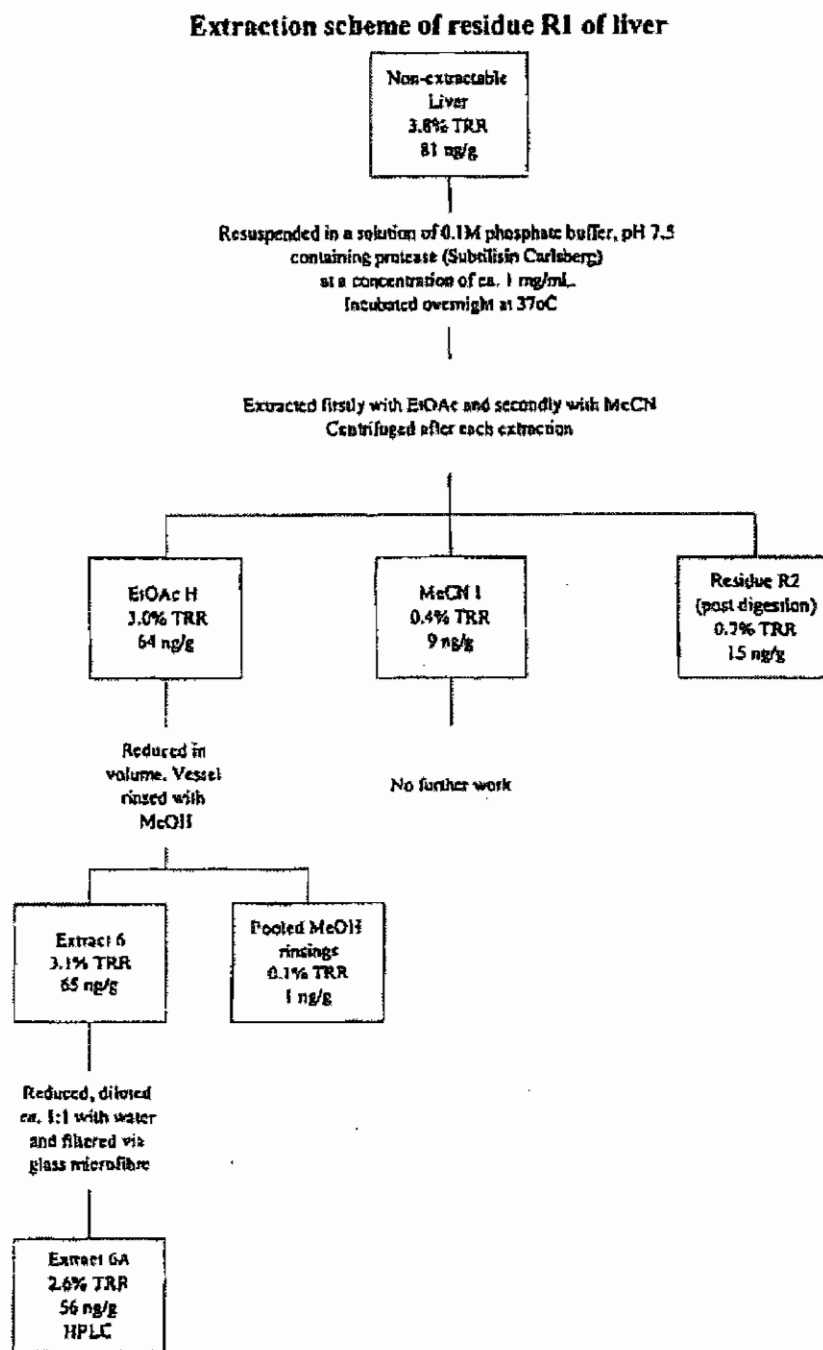 Extraction scheme of residue R1 of liver
Non-extractable
Liver
3.8% TRR
81 ng/g
Resuspended in a solution of 0.1M phosphate buffer, pH 7.5
containing protease (Subtilisin Carlsberg)
at a concentration of ca. 1 mg/mL.
Incubated overnight at 37oC
Extracted firstly with EtOAc and secondly with MeCN
Centrifuged after each extraction
EtOAc H
3.0% TRR
64 ng/g
MeCN I
0.4% TRR
9 ng/g
Residue R2
(post digestion)
0.7% TRR
15 ng/g
Reduced in
volume. Vessel
rinsed with
MeOH
No further work
Extract 6
3.1% TRR
65 ng/g
Pooled MeOH
rinsings
0.1% TRR
1 ng/g
Reduced, diluted
ca. 1:1 with water
and filtered via
glass microfibre
Extract 6A
2.6% TRR
56 ng/g
HPLC